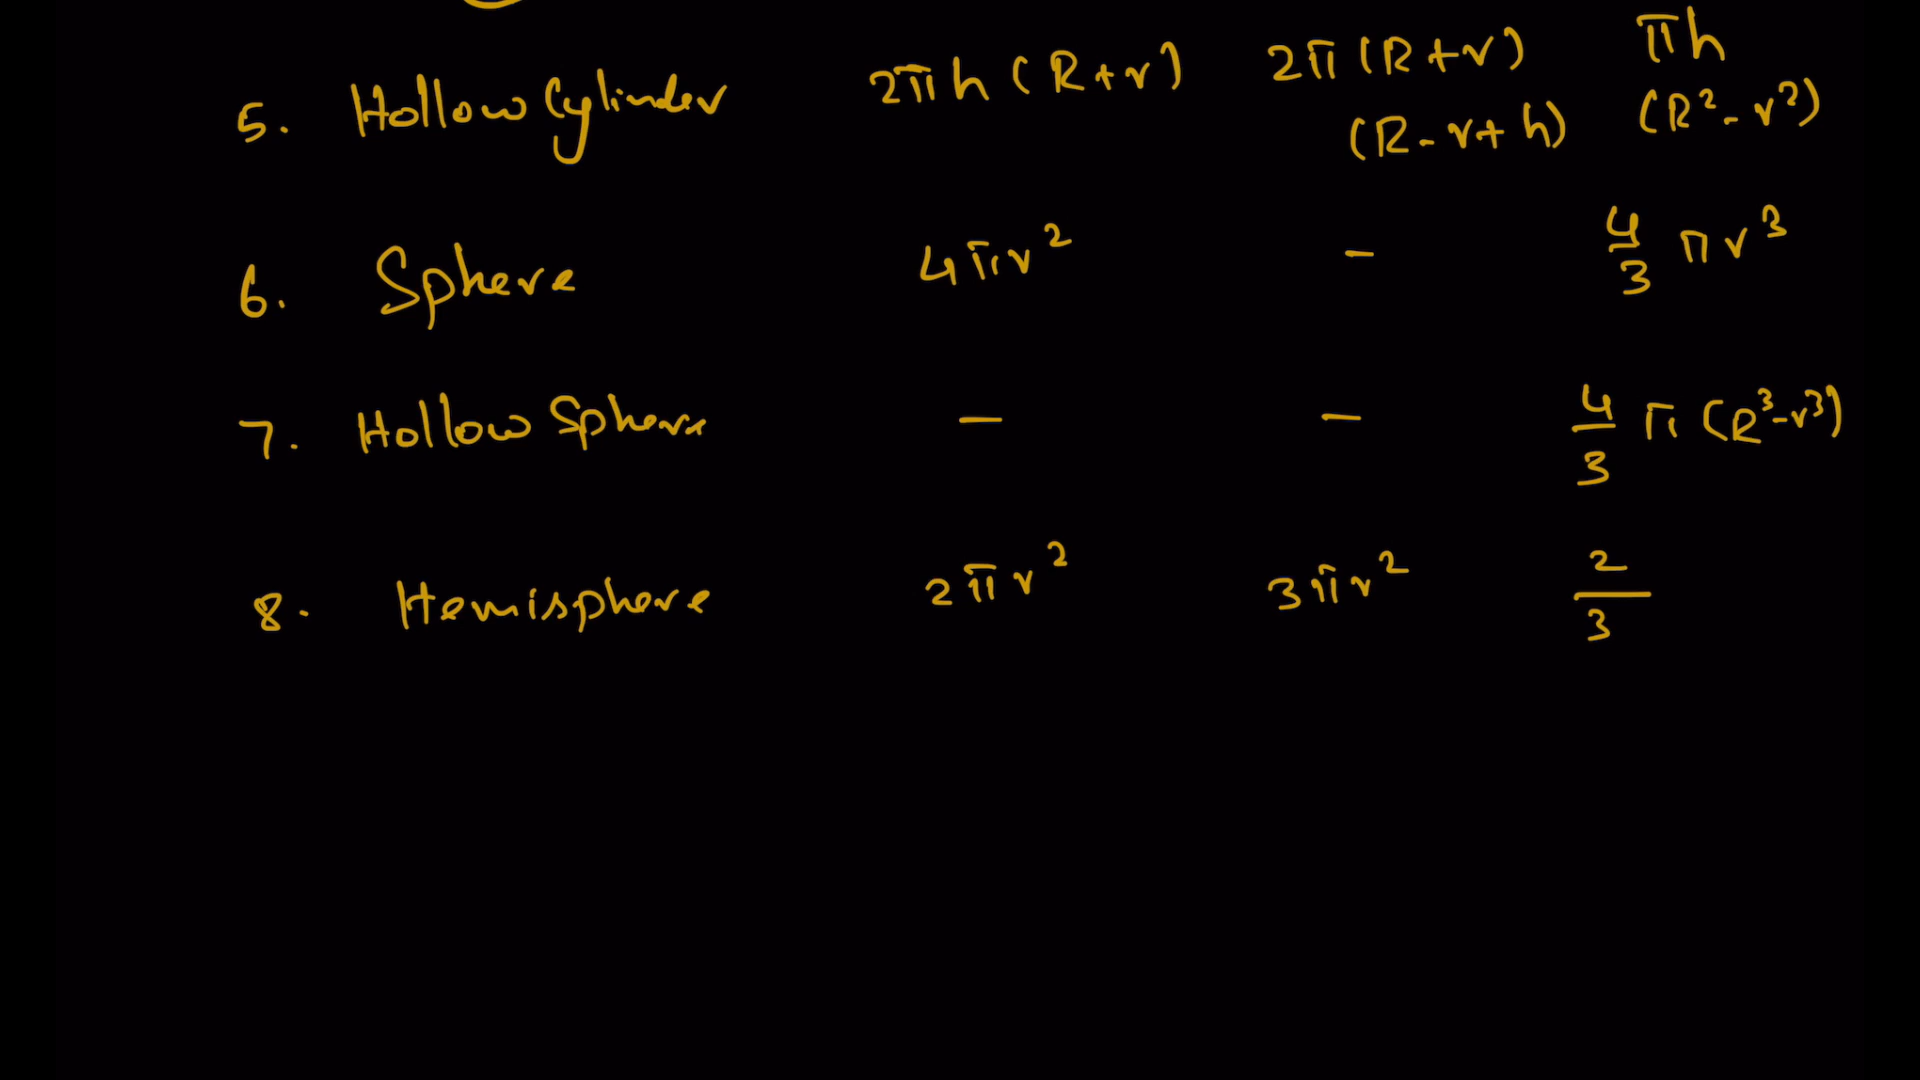 5. Hollow Cylinder 2πh (R+r) 2π (R+r) πh
(R-r+h) (R²-r²)
6. Sphere 4πr² - 4/3 πr³
7. Hollow Sphere - - 4/3 π (R³-r³)
8. Hemisphere 2πr² 3πr² 2/3